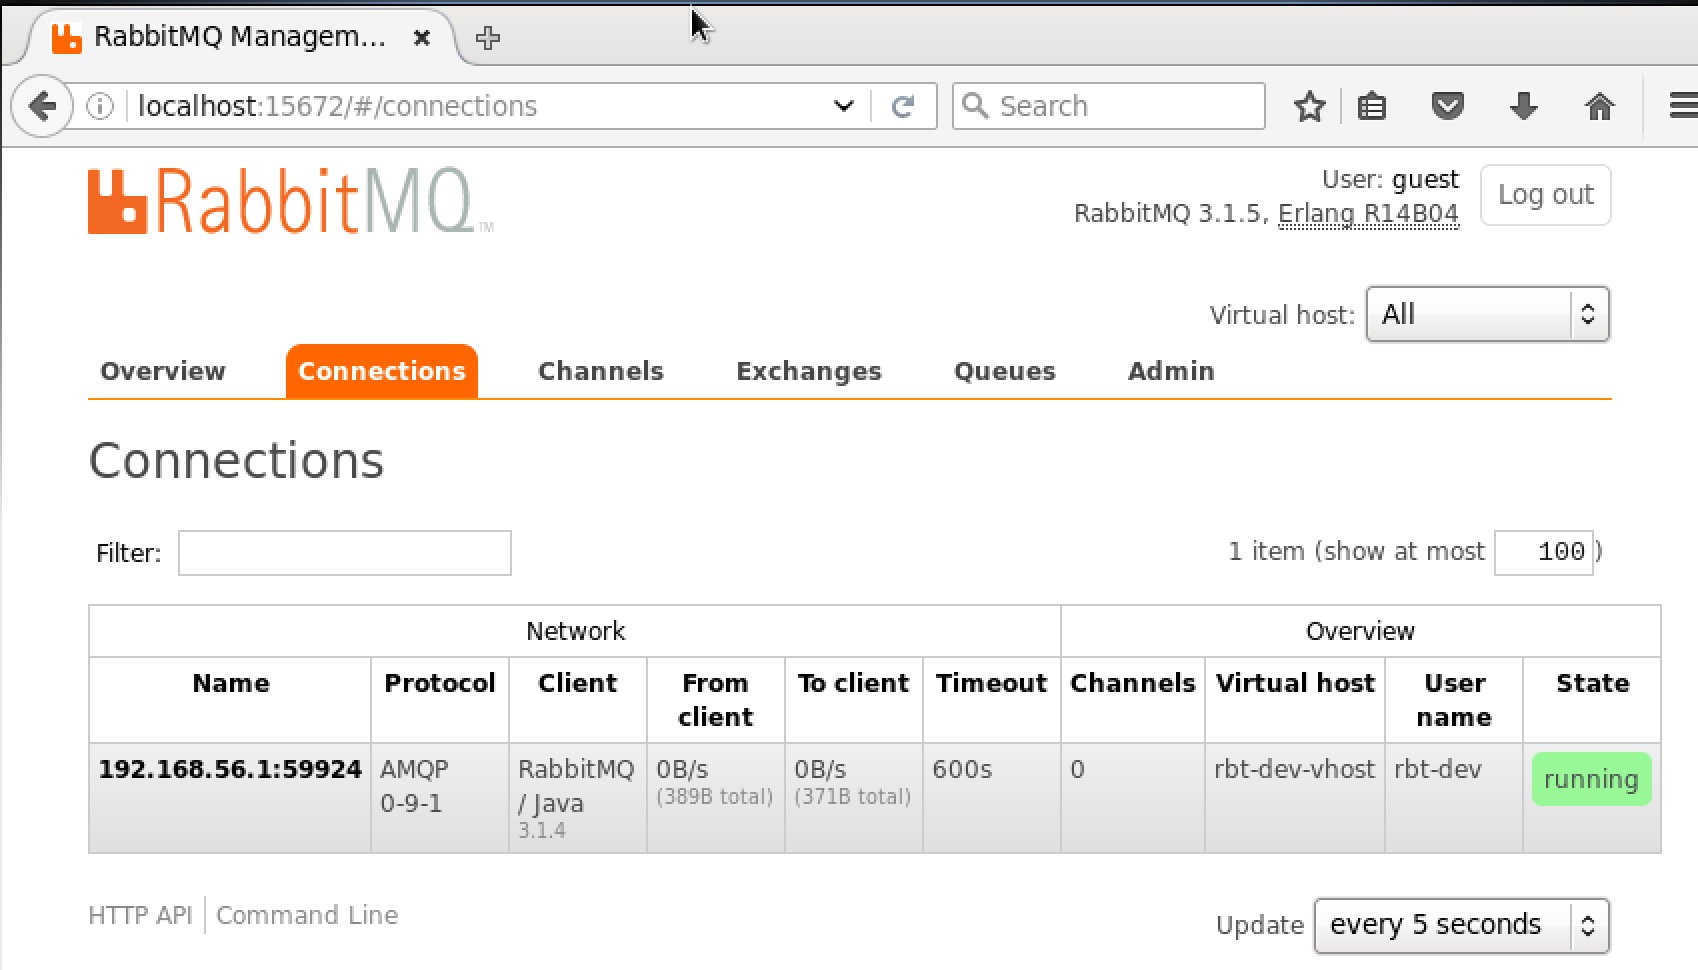 RabbitMQ Managem...
localhost:15672/#/connections
Search
RabbitMQ™
User: guest
RabbitMQ 3.1.5, Erlang R14B04
Log out
Virtual host: All
Overview Connections Channels Exchanges Queues Admin
Connections
Filter:
1 item (show at most 100)
Network Overview
Name Protocol Client From client To client Timeout Channels Virtual host User name State
192.168.56.1:59924 AMQP 0-9-1 RabbitMQ / Java 3.1.4 0B/s (389B total) 0B/s (371B total) 600s 0 rbt-dev-vhost rbt-dev running
HTTP API Command Line
Update every 5 seconds